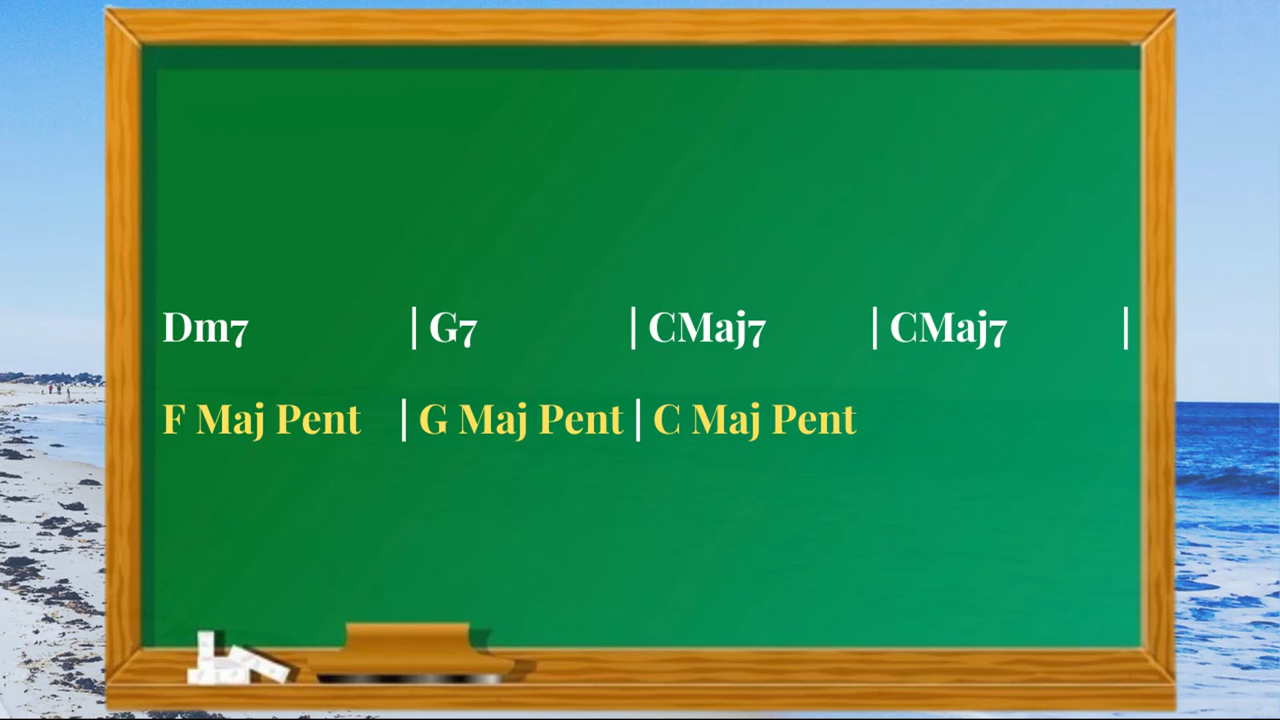 Dm7 | G7 | CMaj7 | CMaj7 |
F Maj Pent | G Maj Pent | C Maj Pent